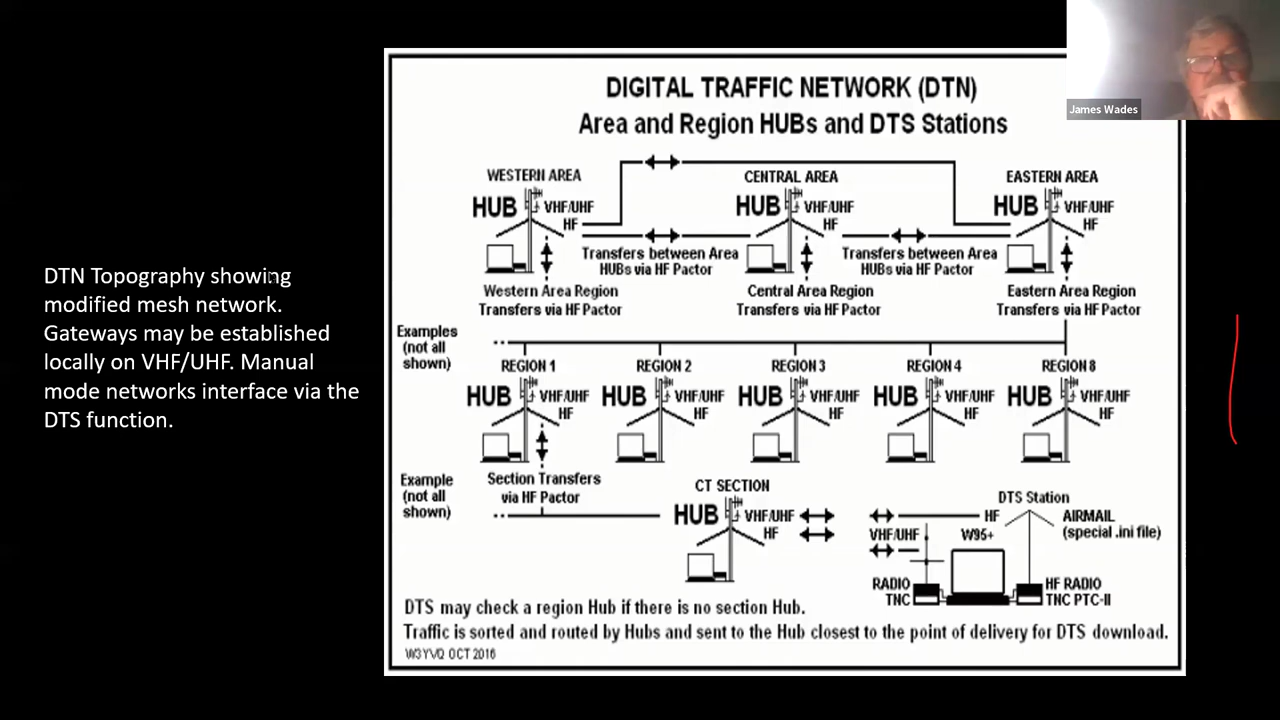 James Wades
DTN Topography showing
modified mesh network.
Gateways may be established
locally on VHF/UHF. Manual
mode networks interface via the
DTS function.
DIGITAL TRAFFIC NETWORK (DTN)
Area and Region HUBs and DTS Stations
WESTERN AREA
HUB
VHF/UHF
HF
CENTRAL AREA
HUB
VHF/UHF
HF
EASTERN AREA
HUB
VHF/UHF
HF
Transfers between Area
HUBs via HF Pactor
Transfers between Area
HUBs via HF Pactor
Western Area Region
Transfers via HF Pactor
Central Area Region
Transfers via HF Pactor
Eastern Area Region
Transfers via HF Pactor
Examples
(not all
shown)
REGION 1
HUB
VHF/UHF
HF
REGION 2
HUB
VHF/UHF
HF
REGION 3
HUB
VHF/UHF
HF
REGION 4
HUB
VHF/UHF
HF
REGION 8
HUB
VHF/UHF
HF
Example
(not all
shown)
Section Transfers
via HF Pactor
CT SECTION
HUB
VHF/UHF
HF
DTS Station
HF
VHF/UHF
W95+
AIRMAIL
(special .ini file)
RADIO
TNC
HF RADIO
TNC PTC-II
DTS may check a region Hub if there is no section Hub.
Traffic is sorted and routed by Hubs and sent to the Hub closest to the point of delivery for DTS download.
W3YVQ OCT 2016